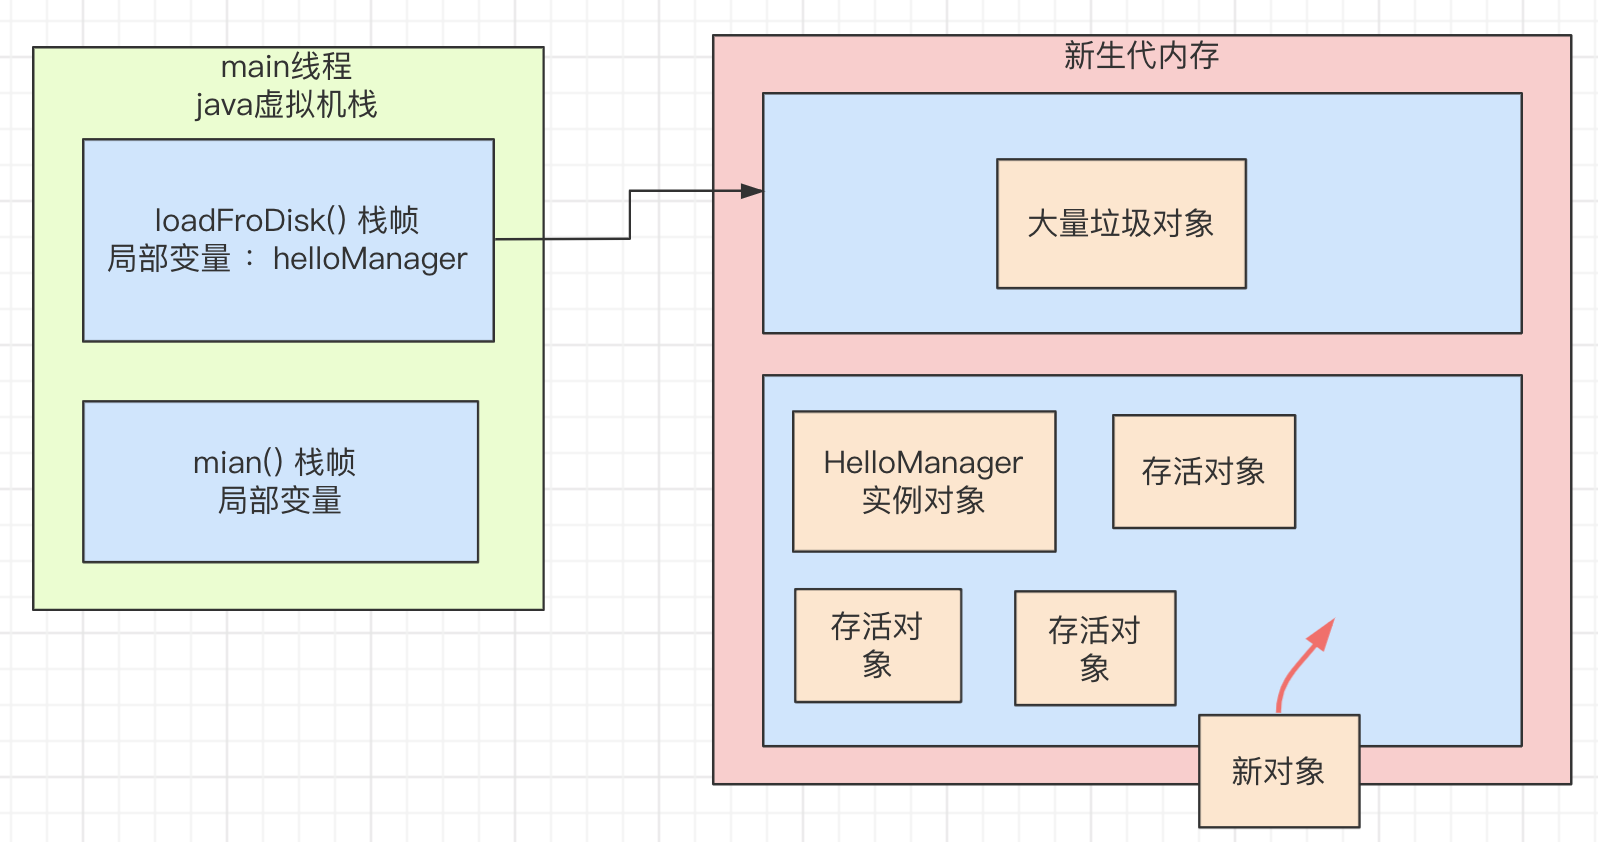 main线程
java虚拟机栈
loadFroDisk() 栈帧
局部变量 ： helloManager
mian() 栈帧
局部变量
新生代内存
大量垃圾对象
HelloManager
实例对象
存活对象
存活对
象
存活对
象
新对象